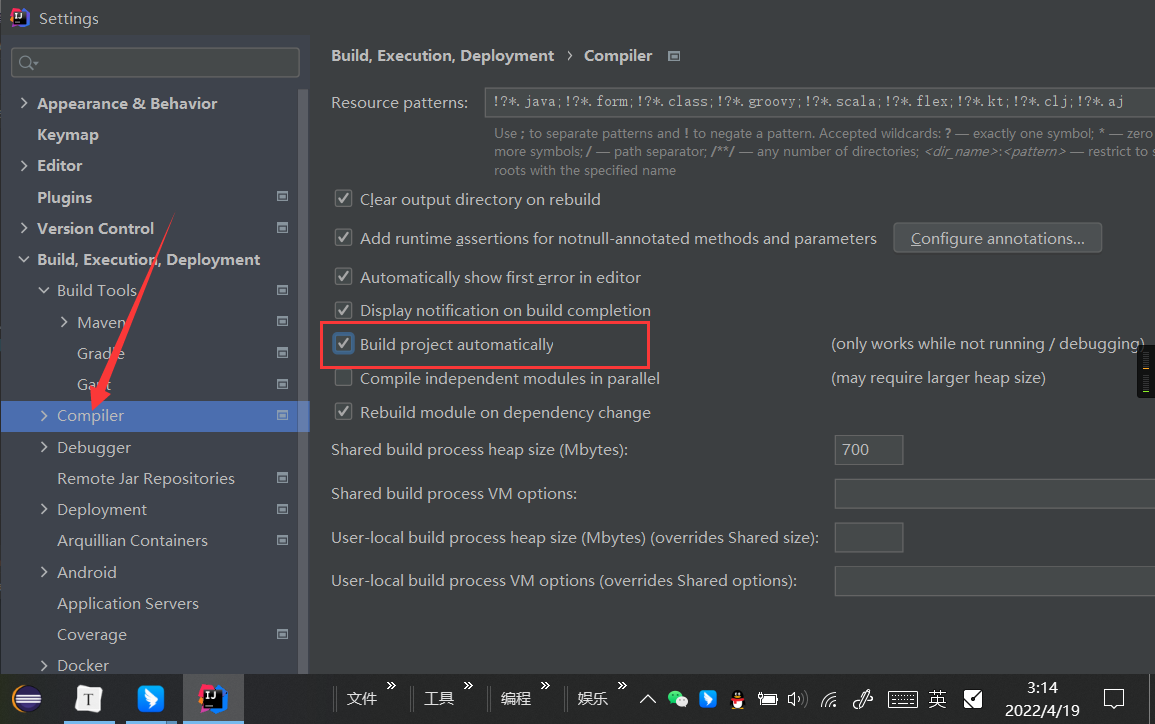 Settings
Appearance & Behavior
Keymap
Editor
Plugins
Version Control
Build, Execution, Deployment
Build Tools
Maven
Gradle
Gant
Compiler
Debugger
Remote Jar Repositories
Deployment
Arquillian Containers
Android
Application Servers
Coverage
Docker
Build, Execution, Deployment › Compiler
Resource patterns: !?*.java;!?*.form;!?*.class;!?*.groovy;!?*.scala;!?*.flex;!?*.kt;!?*.clj;!?*.aj
Use ; to separate patterns and ! to negate a pattern. Accepted wildcards: ? — exactly one symbol; * — zero
more symbols; / — path separator; /**/ — any number of directories; <dir_name>:<pattern> — restrict to s
roots with the specified name
Clear output directory on rebuild
Add runtime assertions for notnull-annotated methods and parameters Configure annotations...
Automatically show first error in editor
Display notification on build completion
Build project automatically (only works while not running / debugging)
Compile independent modules in parallel (may require larger heap size)
Rebuild module on dependency change
Shared build process heap size (Mbytes): 700
Shared build process VM options:
User-local build process heap size (Mbytes) (overrides Shared size):
User-local build process VM options (overrides Shared options):
T IJ 文件 » 工具 » 编程 » 娱乐 » 英 3:14
2022/4/19